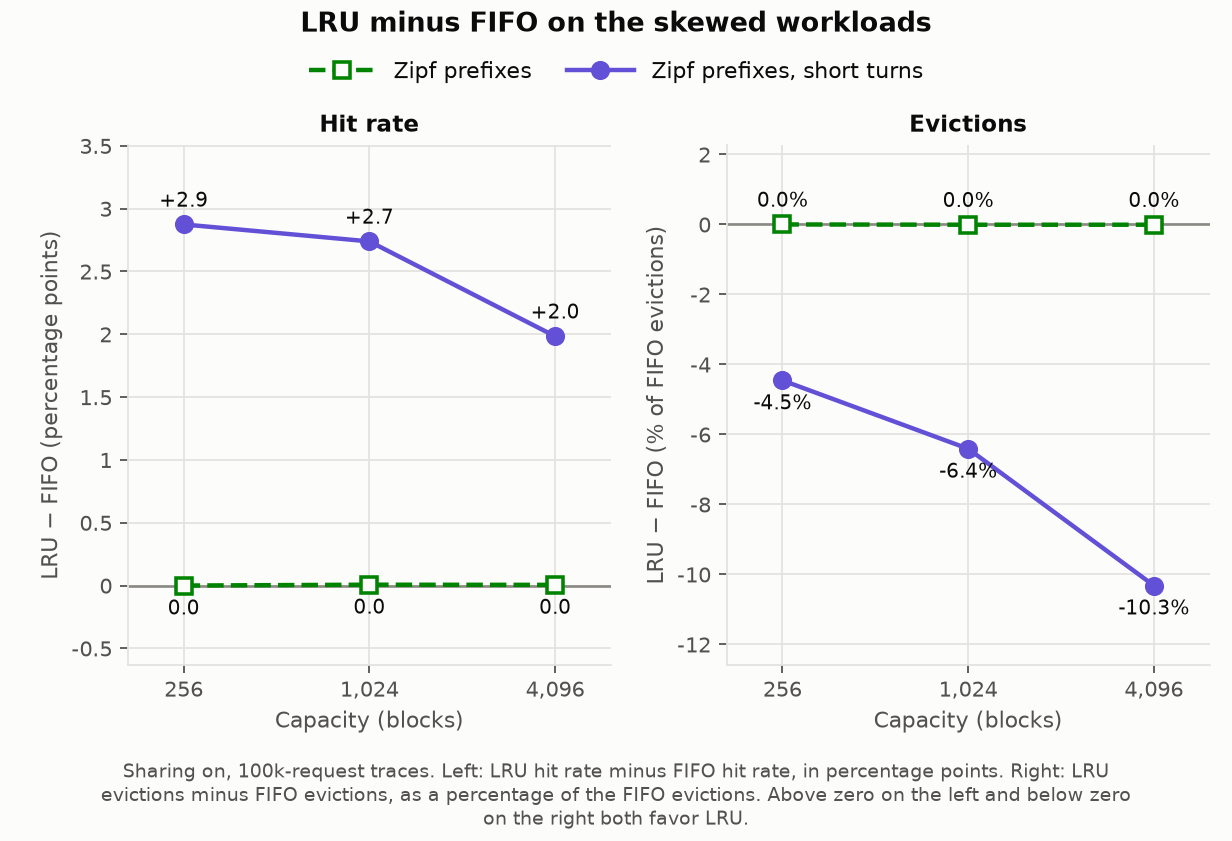 LRU minus FIFO on the skewed workloads
Zipf prefixes
Zipf prefixes, short turns
Hit rate
LRU − FIFO (percentage points)
3.5
3
2.5
2
1.5
1
0.5
0
-0.5
+2.9
+2.7
+2.0
0.0
0.0
0.0
256
1,024
4,096
Capacity (blocks)
Evictions
LRU − FIFO (% of FIFO evictions)
2
0
-2
-4
-6
-8
-10
-12
0.0%
0.0%
0.0%
-4.5%
-6.4%
-10.3%
256
1,024
4,096
Capacity (blocks)
Sharing on, 100k-request traces. Left: LRU hit rate minus FIFO hit rate, in percentage points. Right: LRU
evictions minus FIFO evictions, as a percentage of the FIFO evictions. Above zero on the left and below zero
on the right both favor LRU.